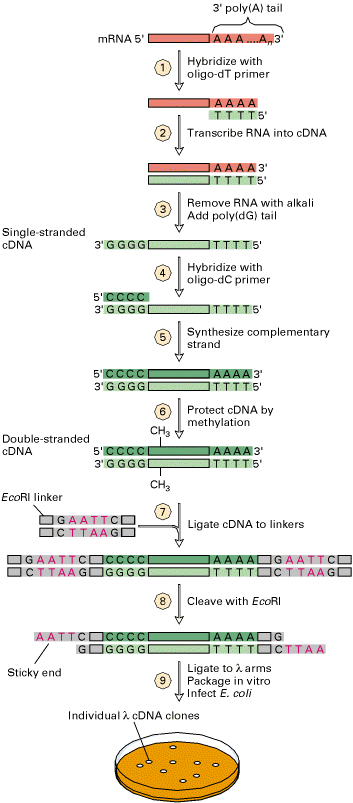 3' poly(A) tail
mRNA 5' A A A ....An 3'
1 Hybridize with
oligo-dT primer
A A A A
T T T T 5'
2 Transcribe RNA into cDNA
A A A A 3'
T T T T 5'
3 Remove RNA with alkali
Add poly(dG) tail
Single-stranded
cDNA
3' G G G G T T T T 5'
4 Hybridize with
oligo-dC primer
5' C C C C
3' G G G G T T T T 5'
5 Synthesize complementary
strand
5' C C C C A A A A 3'
3' G G G G T T T T 5'
6 Protect cDNA by
methylation
CH3
Double-stranded
cDNA
5' C C C C A A A A 3'
3' G G G G T T T T 5'
CH3
EcoRI linker
G A A T T C
C T T A A G
7 Ligate cDNA to linkers
G A A T T C C C C C A A A A G A A T T C
C T T A A G G G G G T T T T C T T A A G
8 Cleave with EcoRI
A A T T C C C C C A A A A G
G G G G G T T T T C T T A A
Sticky end
9 Ligate to λ arms
Package in vitro
Infect E. coli
Individual λ cDNA clones